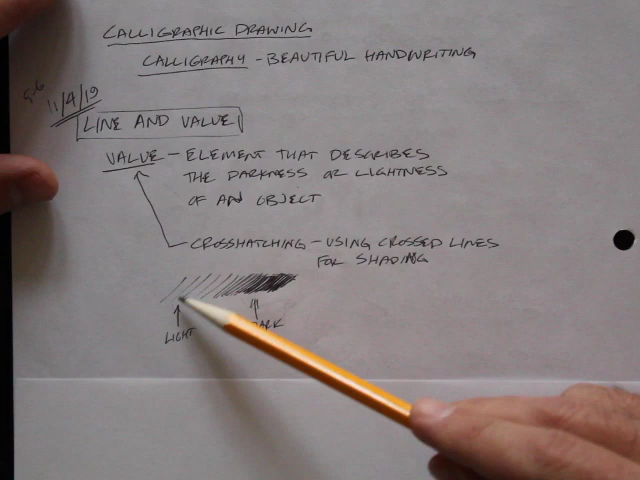 CALLIGRAPHIC DRAWING
CALLIGRAPHY - BEAUTIFUL HANDWRITING
5-6
11/4/19
LINE AND VALUE
VALUE - ELEMENT THAT DESCRIBES
THE DARKNESS OR LIGHTNESS
OF AN OBJECT
CROSSHATCHING - USING CROSSED LINES
FOR SHADING
LIGHT